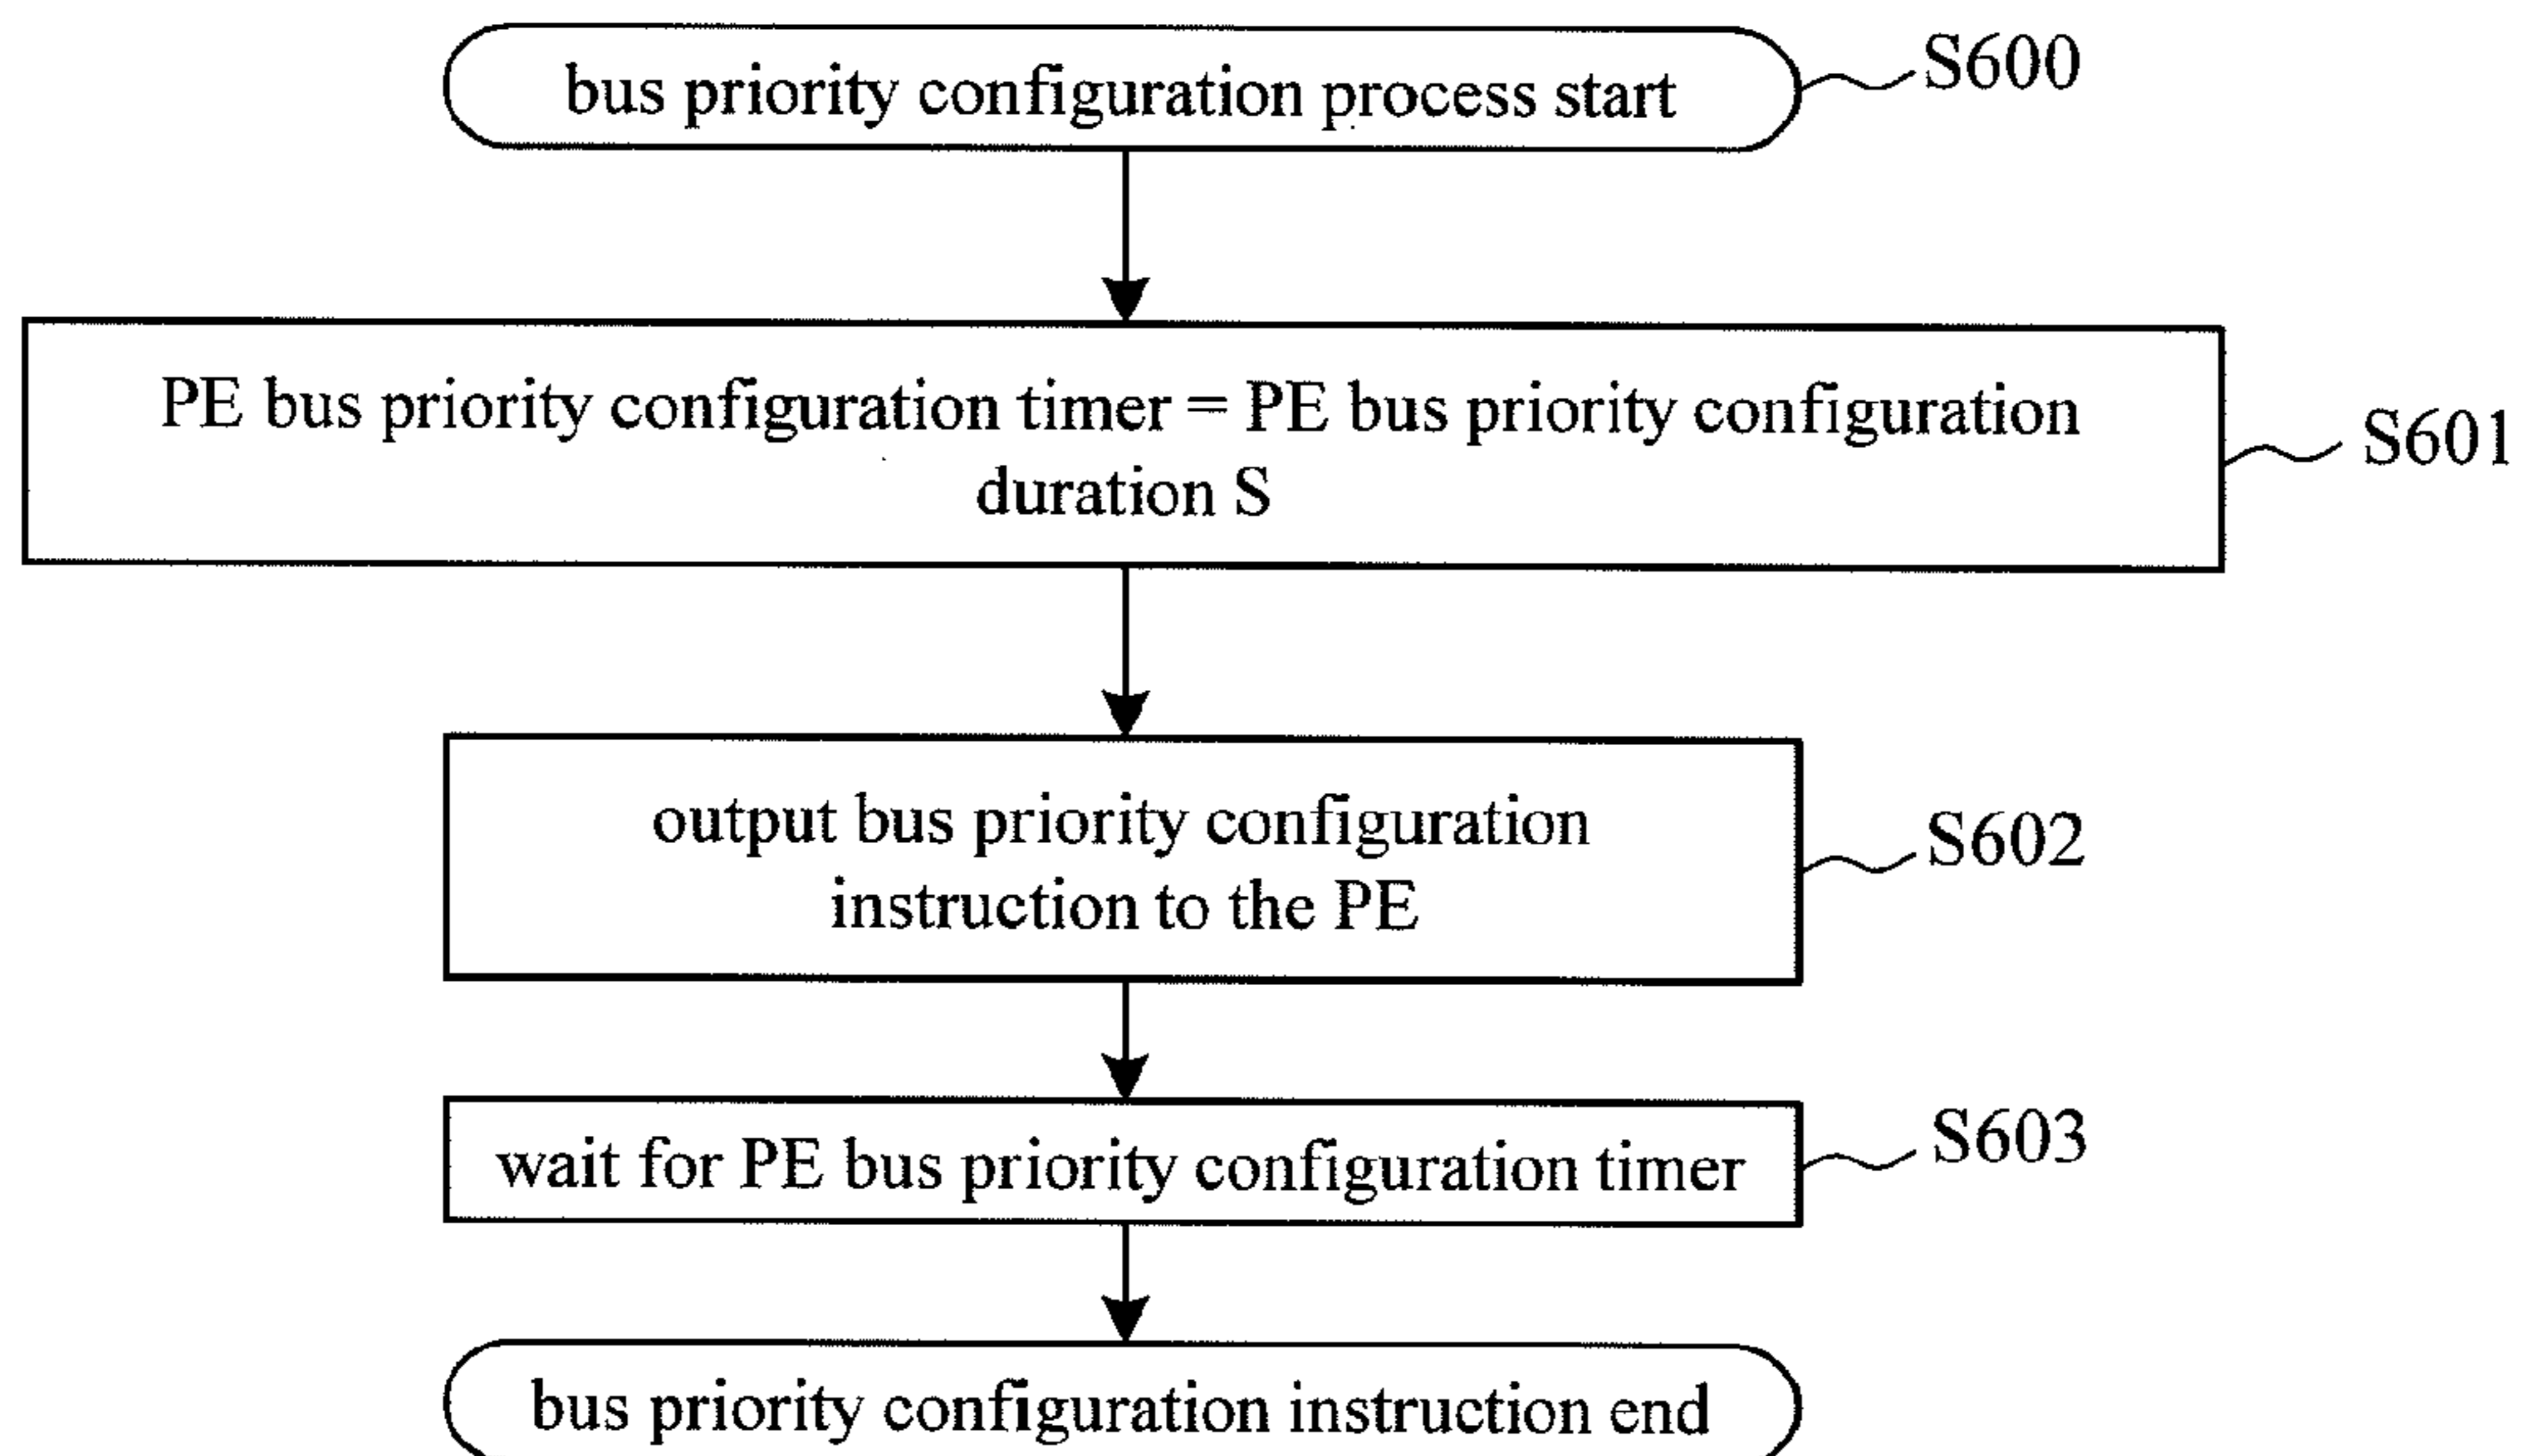 bus priority configuration process start
S600
PE bus priority configuration timer = PE bus priority configuration
duration S
S601
output bus priority configuration
instruction to the PE
S602
wait for PE bus priority configuration timer
S603
bus priority configuration instruction end